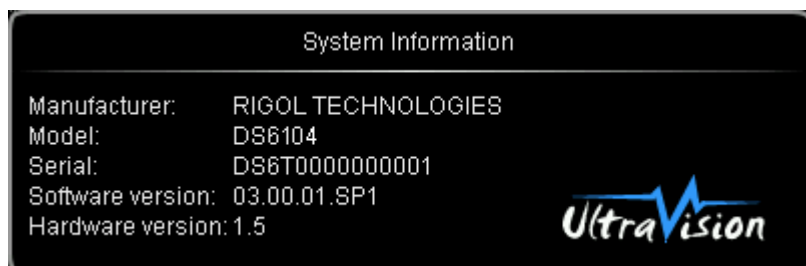 System Information
Manufacturer: RIGOL TECHNOLOGIES
Model: DS6104
Serial: DS6T0000000001
Software version: 03.00.01.SP1
Hardware version: 1.5
UltraVision